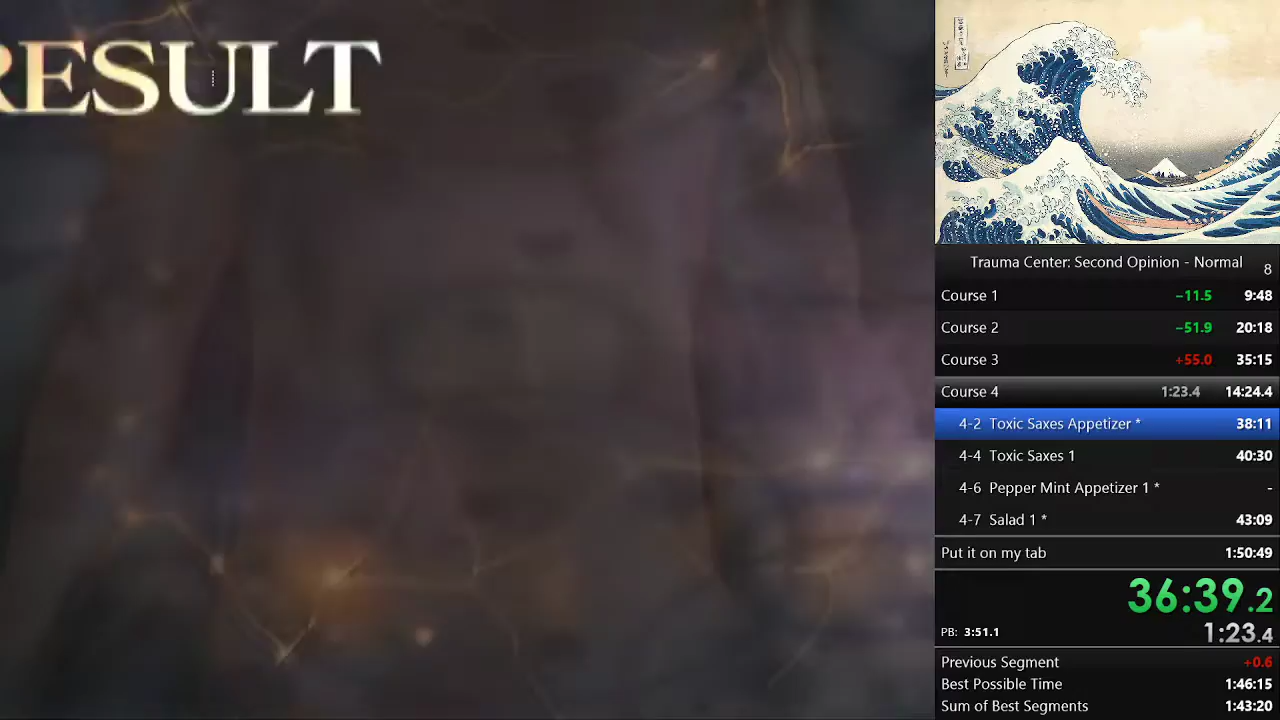 RESULT
Trauma Center: Second Opinion - Normal
8
Course 1 -11.5 9:48
Course 2 -51.9 20:18
Course 3 +55.0 35:15
Course 4 1:23.4 14:24.4
4-2 Toxic Saxes Appetizer * 38:11
4-4 Toxic Saxes 1 40:30
4-6 Pepper Mint Appetizer 1 * -
4-7 Salad 1 * 43:09
Put it on my tab 1:50:49
36:39.2
PB: 3:51.1 1:23.4
Previous Segment +0.6
Best Possible Time 1:46:15
Sum of Best Segments 1:43:20